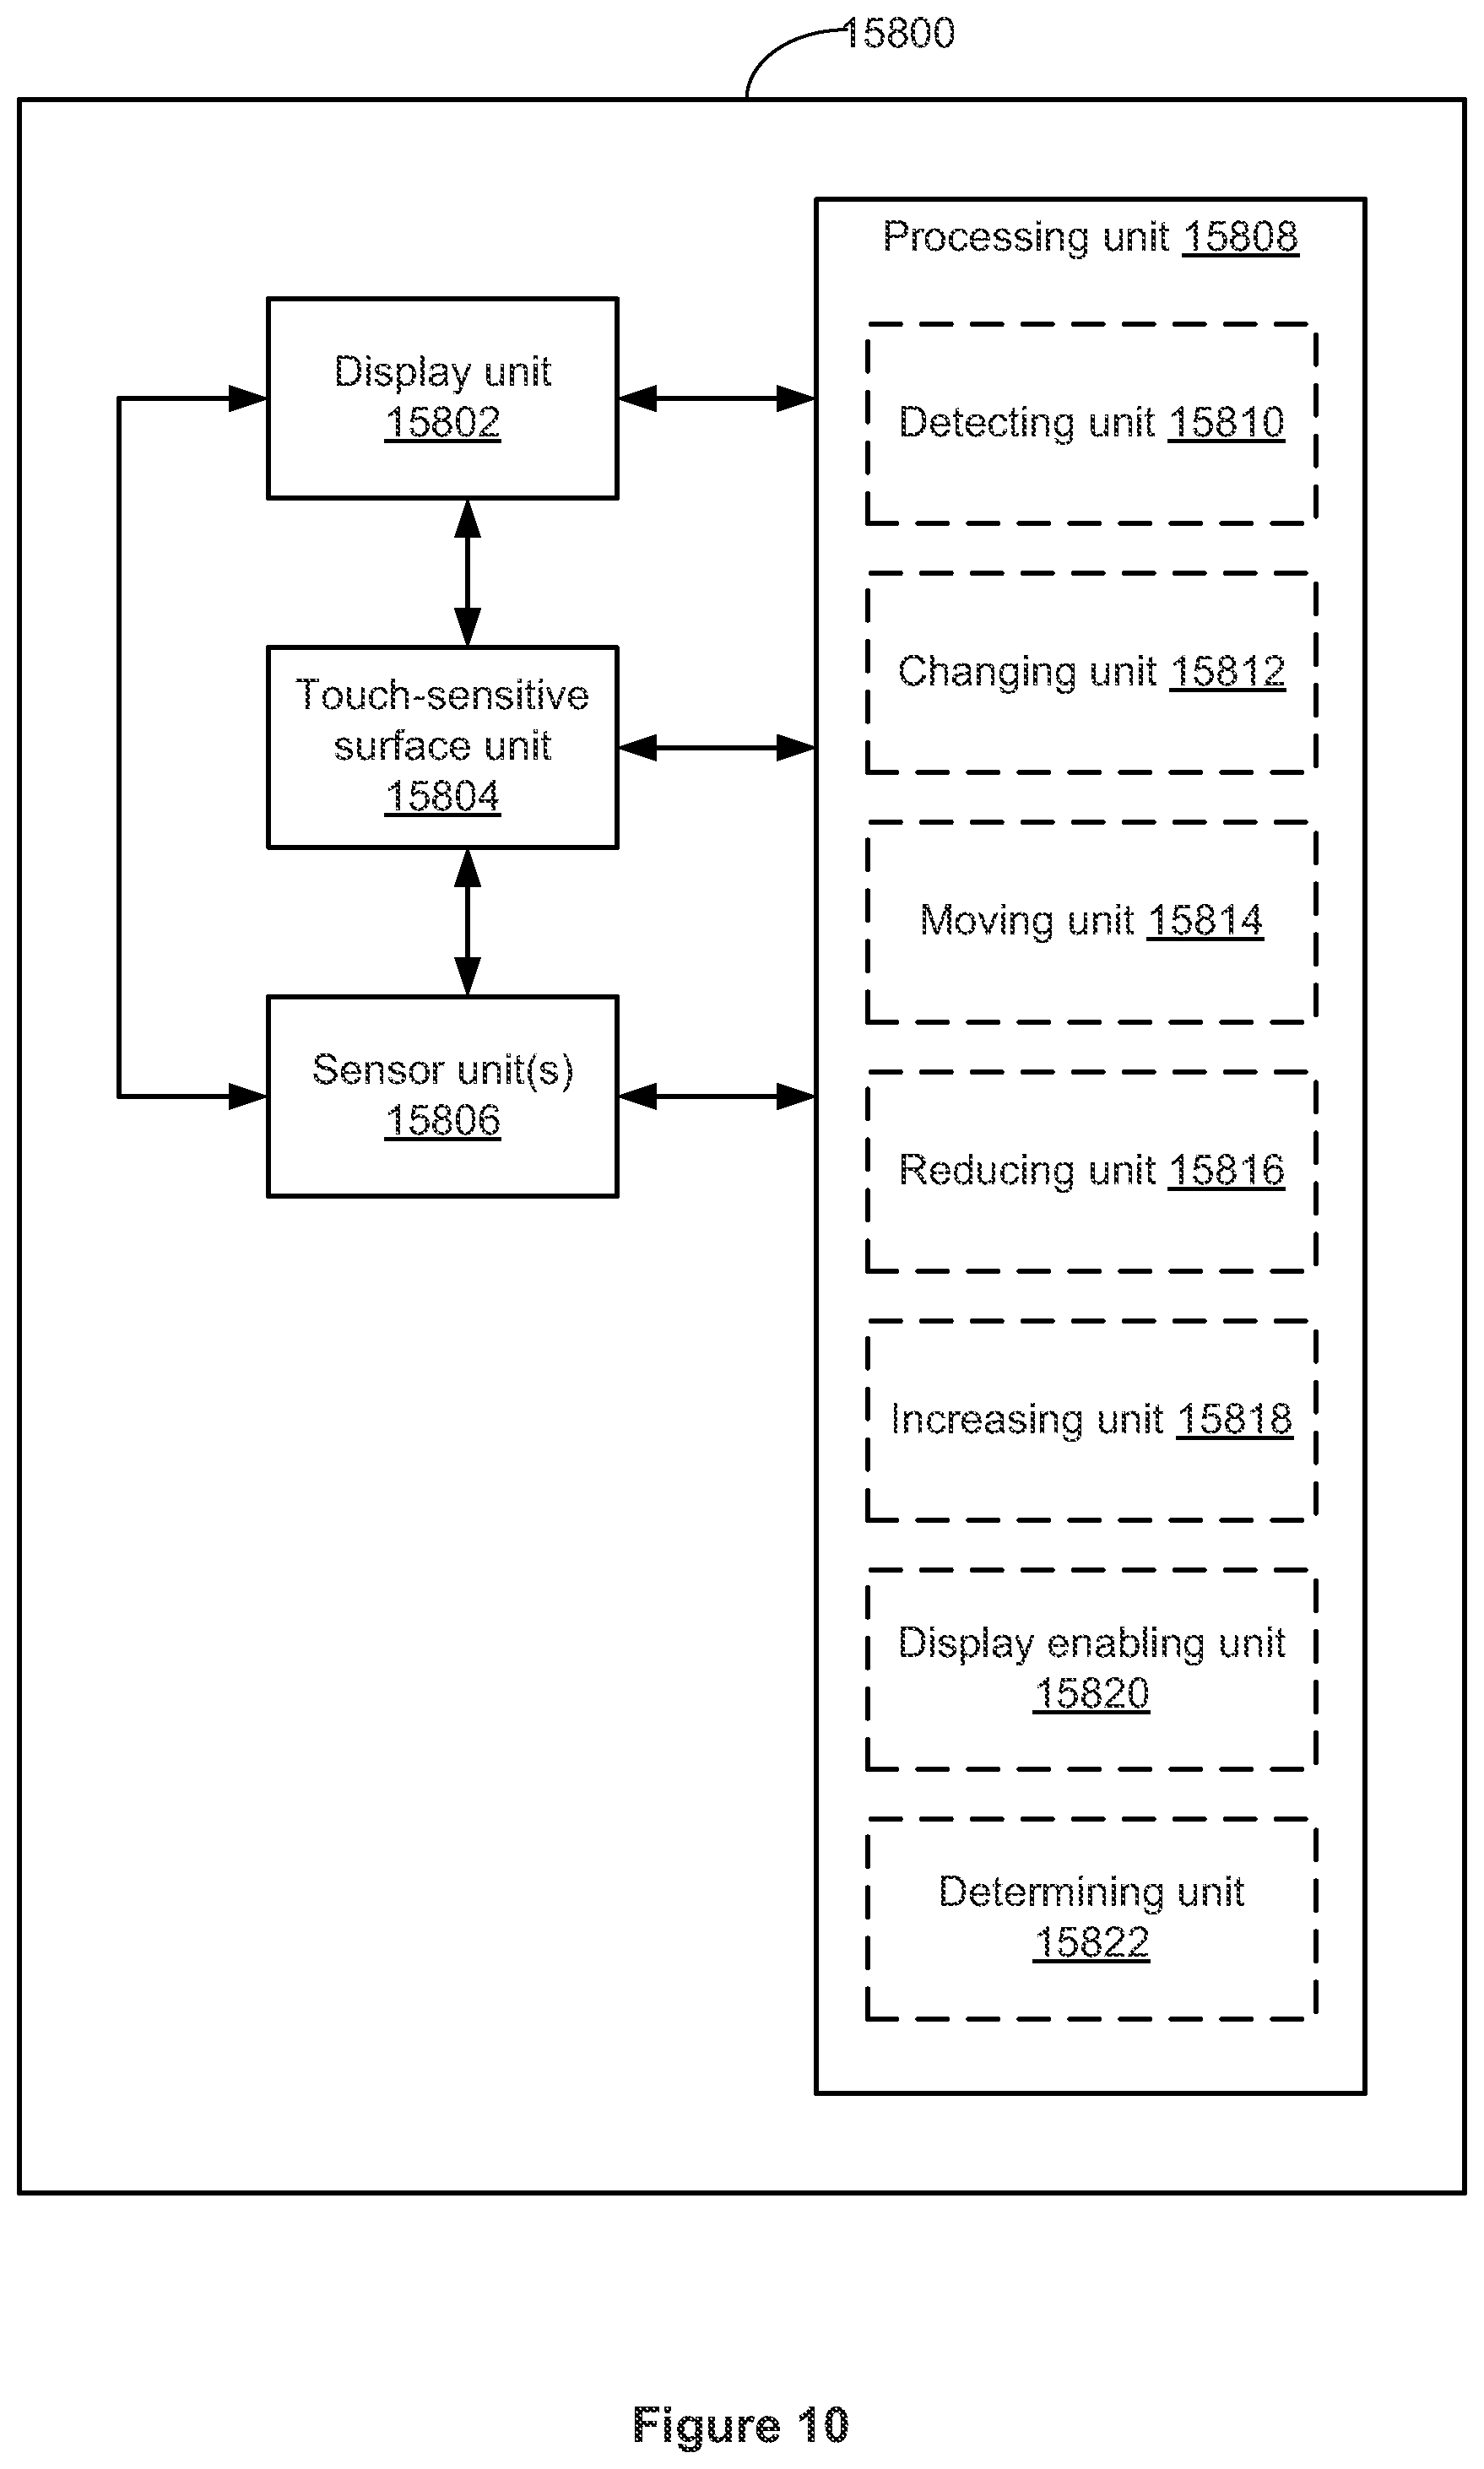 15800
Processing unit 15808
Display unit
15802
Touch-sensitive
surface unit
15804
Sensor unit(s)
15806
Detecting unit 15810
Changing unit 15812
Moving unit 15814
Reducing unit 15816
Increasing unit 15818
Display enabling unit
15820
Determining unit
15822
Figure 10